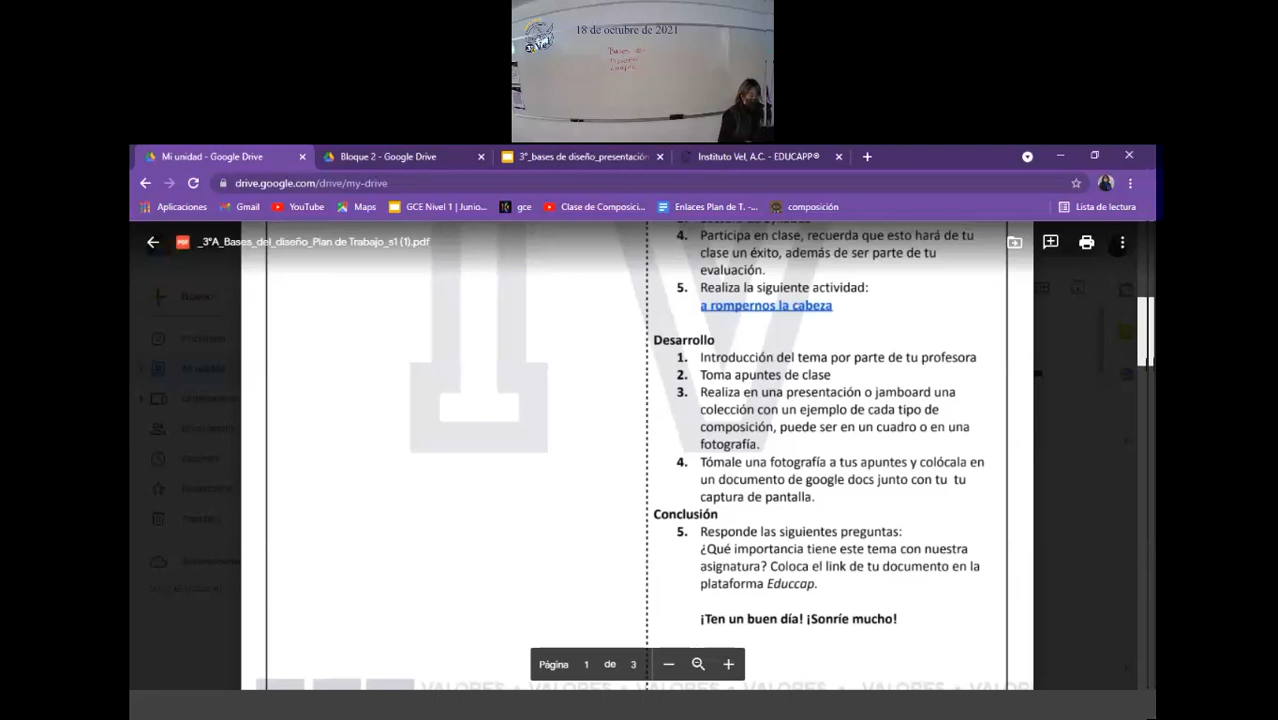 18 de octubre de 2021
Bases del
Mi unidad - Google Drive
Bloque 2 - Google Drive
3°_bases de diseño_presentación
Instituto Vel, A.C. - EDUCAPP®
drive.google.com/drive/my-drive
Aplicaciones
Gmail
YouTube
Maps
GCE Nivel 1 | Junio...
gce
Clase de Composici...
Enlaces Plan de T. -...
composición
Lista de lectura
_3°A_Bases_del_diseño_Plan de Trabajo_s1 (1).pdf
4. Participa en clase, recuerda que esto hará de tu
clase un éxito, además de ser parte de tu
evaluación.
5. Realiza la siguiente actividad:
a rompernos la cabeza
Desarrollo
1. Introducción del tema por parte de tu profesora
2. Toma apuntes de clase
3. Realiza en una presentación o jamboard una
colección con un ejemplo de cada tipo de
composición, puede ser en un cuadro o en una
fotografía.
4. Tómale una fotografía a tus apuntes y colócala en
un documento de google docs junto con tu tu
captura de pantalla.
Conclusión
5. Responde las siguientes preguntas:
¿Qué importancia tiene este tema con nuestra
asignatura? Coloca el link de tu documento en la
plataforma Educcap.
¡Ten un buen día! ¡Sonríe mucho!
Página 1 de 3
VALORES • VALORES • VALORES • VALORES